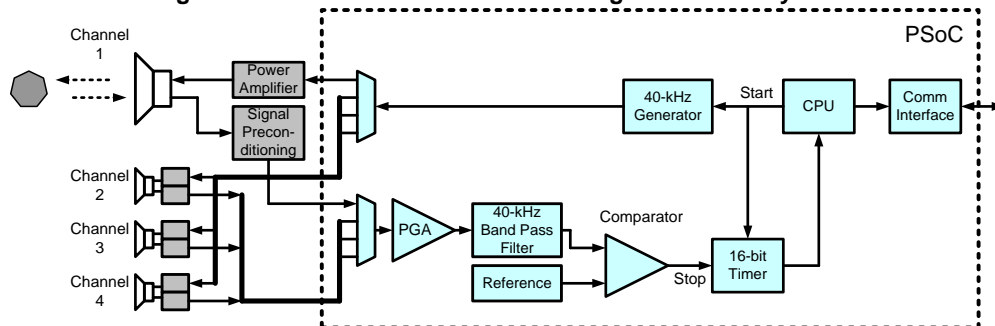 PSoC
Channel
1
Power
Amplifier
Signal
Precon-
ditioning
40-kHz
Generator
Start
CPU
Comm
Interface
Channel
2
Channel
3
Channel
4
PGA
40-kHz
Band Pass
Filter
Reference
Comparator
Stop
16-bit
Timer